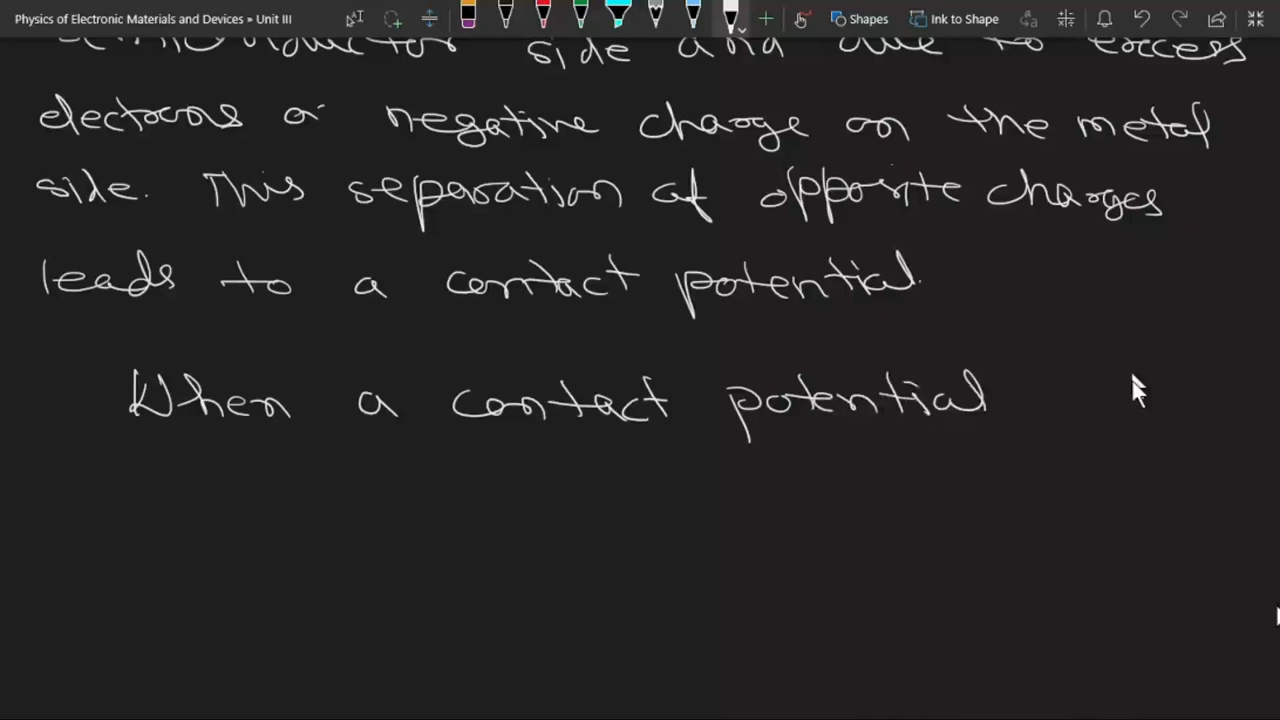 Physics of Electronic Materials and Devices » Unit III
Shapes
Ink to Shape
semiconductor side and due to excess
electrons or negative charge on the metal
side. This separation of opposite charges
leads to a contact potential.
When a contact potential